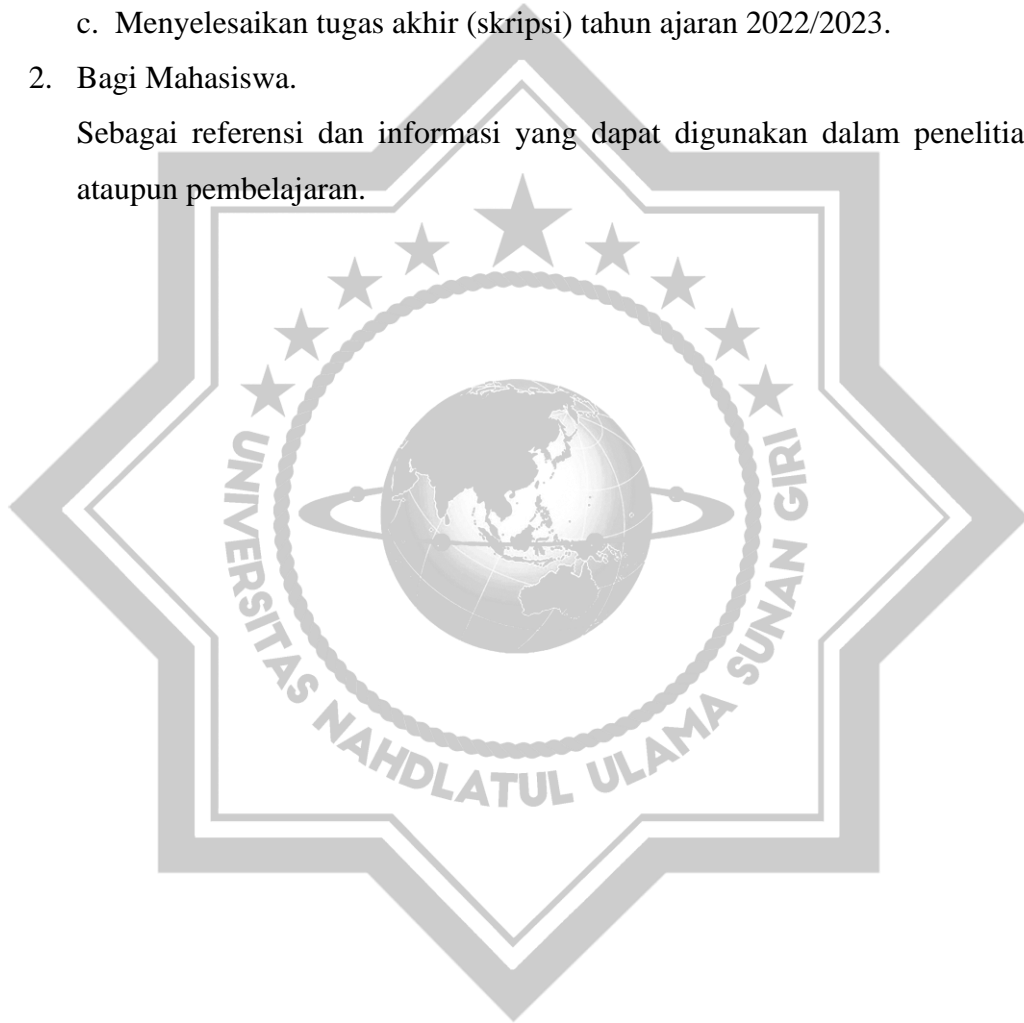 c. Menyelesaikan tugas akhir (skripsi) tahun ajaran 2022/2023.
2. Bagi Mahasiswa.
Sebagai referensi dan informasi yang dapat digunakan dalam penelitia
ataupun pembelajaran.
UNIVERSITAS NAHDLATUL ULAMA SUNAN GIRI